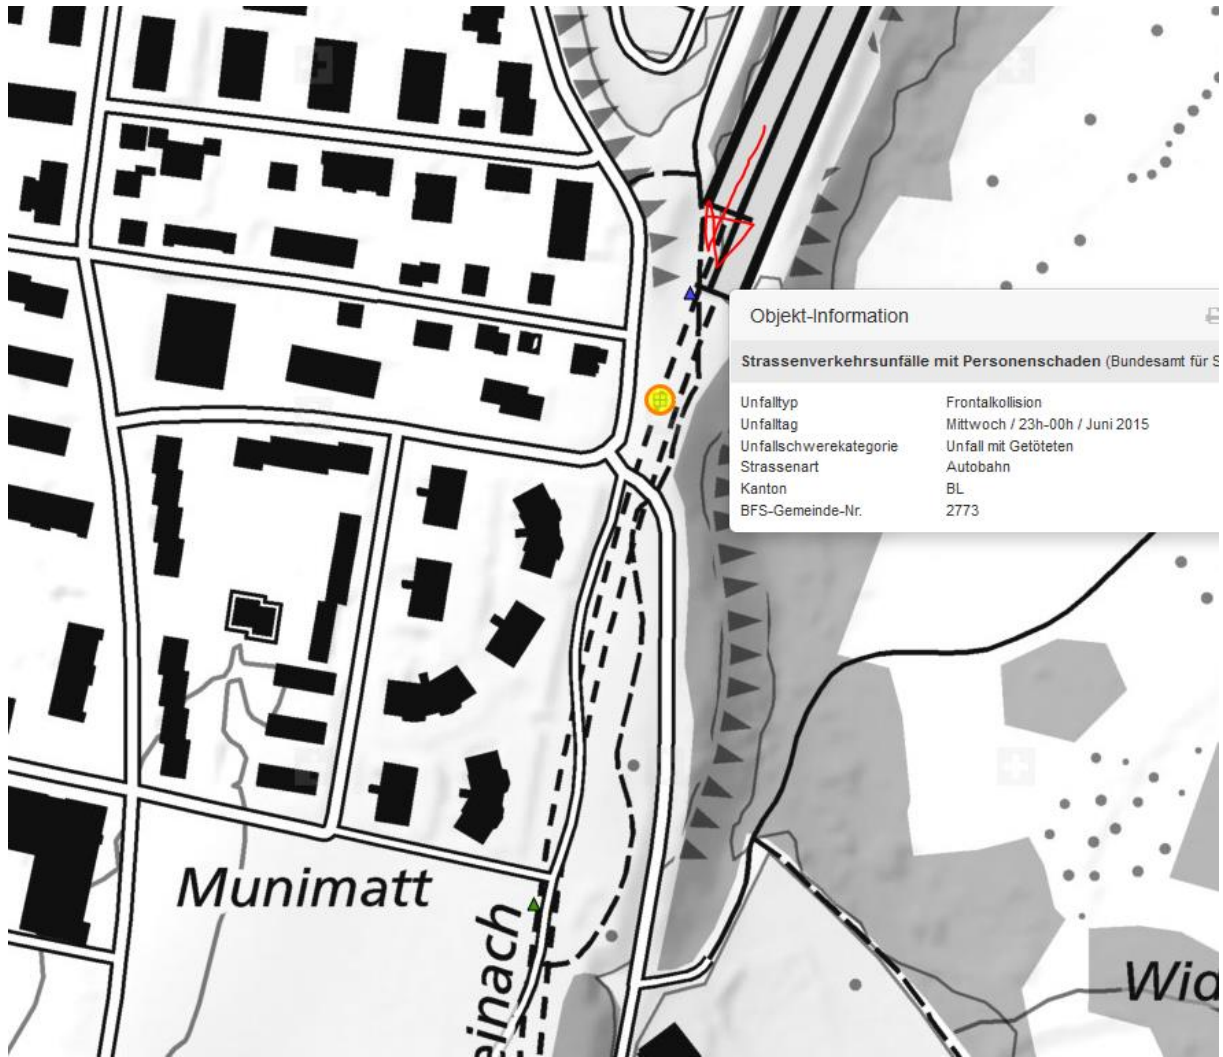 Objekt-Information
Strassenverkehrsunfälle mit Personenschaden (Bundesamt für S
Unfalltyp Frontalkollision
Unfalltag Mittwoch / 23h-00h / Juni 2015
Unfallschwerekategorie Unfall mit Getöteten
Strassenart Autobahn
Kanton BL
BFS-Gemeinde-Nr. 2773
Munimatt
einach
Wid